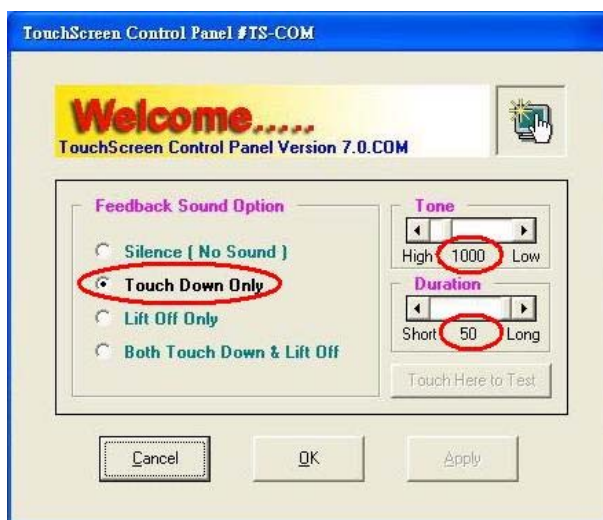 TouchScreen Control Panel #TS-COM
Welcome.....
TouchScreen Control Panel Version 7.0.COM
Feedback Sound Option
Silence ( No Sound )
Touch Down Only
Lift Off Only
Both Touch Down & Lift Off
Tone
High 1000 Low
Duration
Short 50 Long
Touch Here to Test
Cancel
OK
Apply